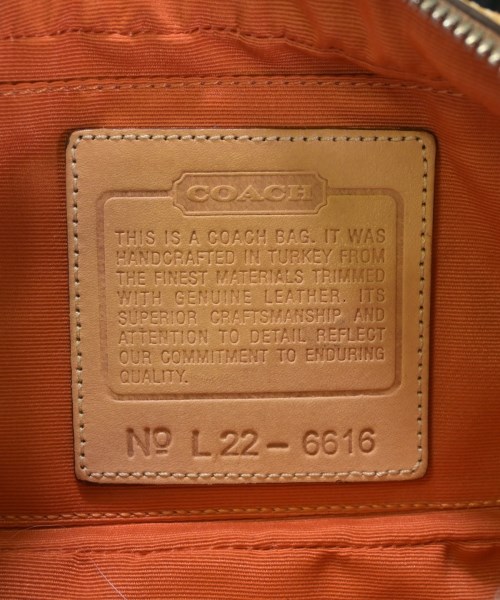 COACH
THIS IS A COACH BAG. IT WAS
HANDCRAFTED IN TURKEY FROM
THE FINEST MATERIALS TRIMMED
WITH GENUINE LEATHER. ITS
SUPERIOR CRAFTSMANSHIP AND
ATTENTION TO DETAIL REFLECT
OUR COMMITMENT TO ENDURING
QUALITY.
Nº L22-6616